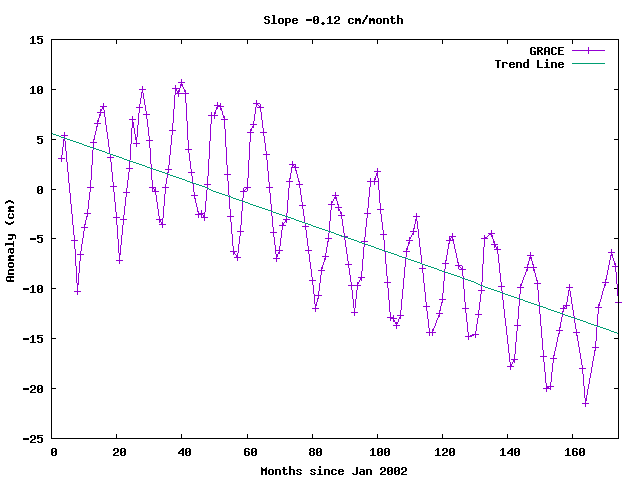 Slope -0.12 cm/month
15
GRACE
Trend Line
10
5
0
-5
-10
-15
-20
-25
Anomaly (cm)
0 20 40 60 80 100 120 140 160
Months since Jan 2002